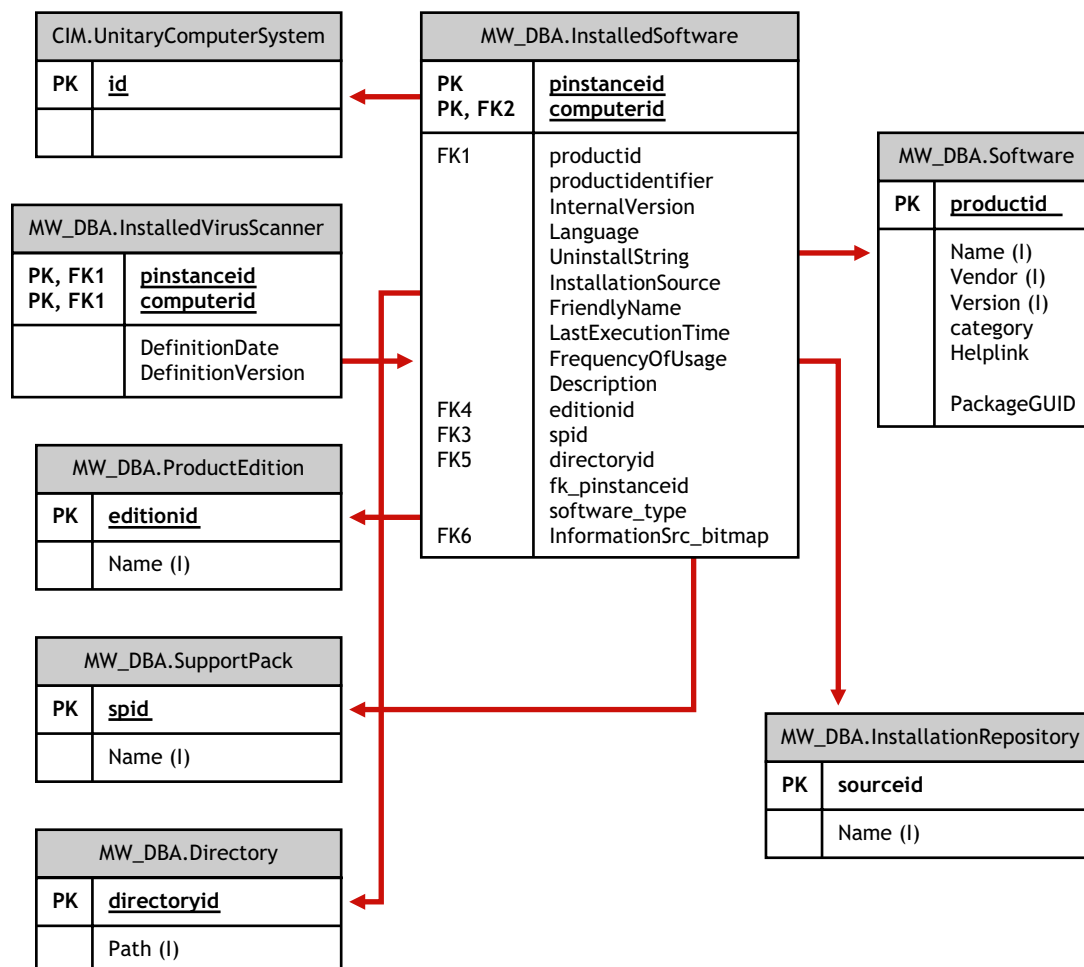 CIM.UnitaryComputerSystem
PK id
MW_DBA.InstalledSoftware
PK pinstanceid
PK, FK2 computerid
FK1 productid
productidentifier
InternalVersion
Language
UninstallString
InstallationSource
FriendlyName
LastExecutionTime
FrequencyOfUsage
Description
FK4 editionid
FK3 spid
FK5 directoryid
fk_pinstanceid
software_type
FK6 InformationSrc_bitmap
MW_DBA.Software
PK productid
Name (I)
Vendor (I)
Version (I)
category
Helplink
PackageGUID
MW_DBA.InstalledVirusScanner
PK, FK1 pinstanceid
PK, FK1 computerid
DefinitionDate
DefinitionVersion
MW_DBA.ProductEdition
PK editionid
Name (I)
MW_DBA.SupportPack
PK spid
Name (I)
MW_DBA.InstallationRepository
PK sourceid
Name (I)
MW_DBA.Directory
PK directoryid
Path (I)